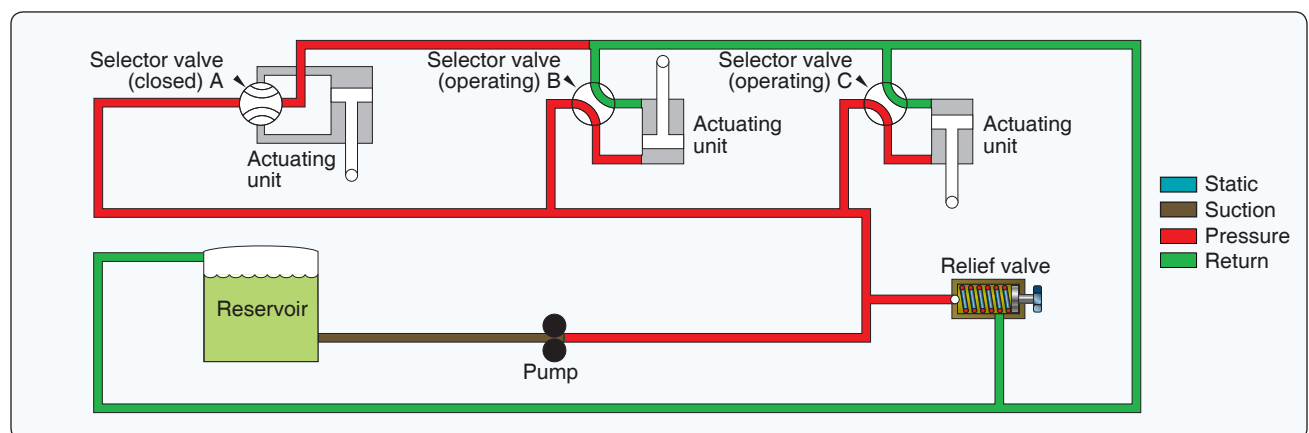 Selector valve
(closed) A
Actuating
unit
Selector valve
(operating) B
Actuating
unit
Selector valve
(operating) C
Actuating
unit
Static
Suction
Pressure
Return
Reservoir
Pump
Relief valve